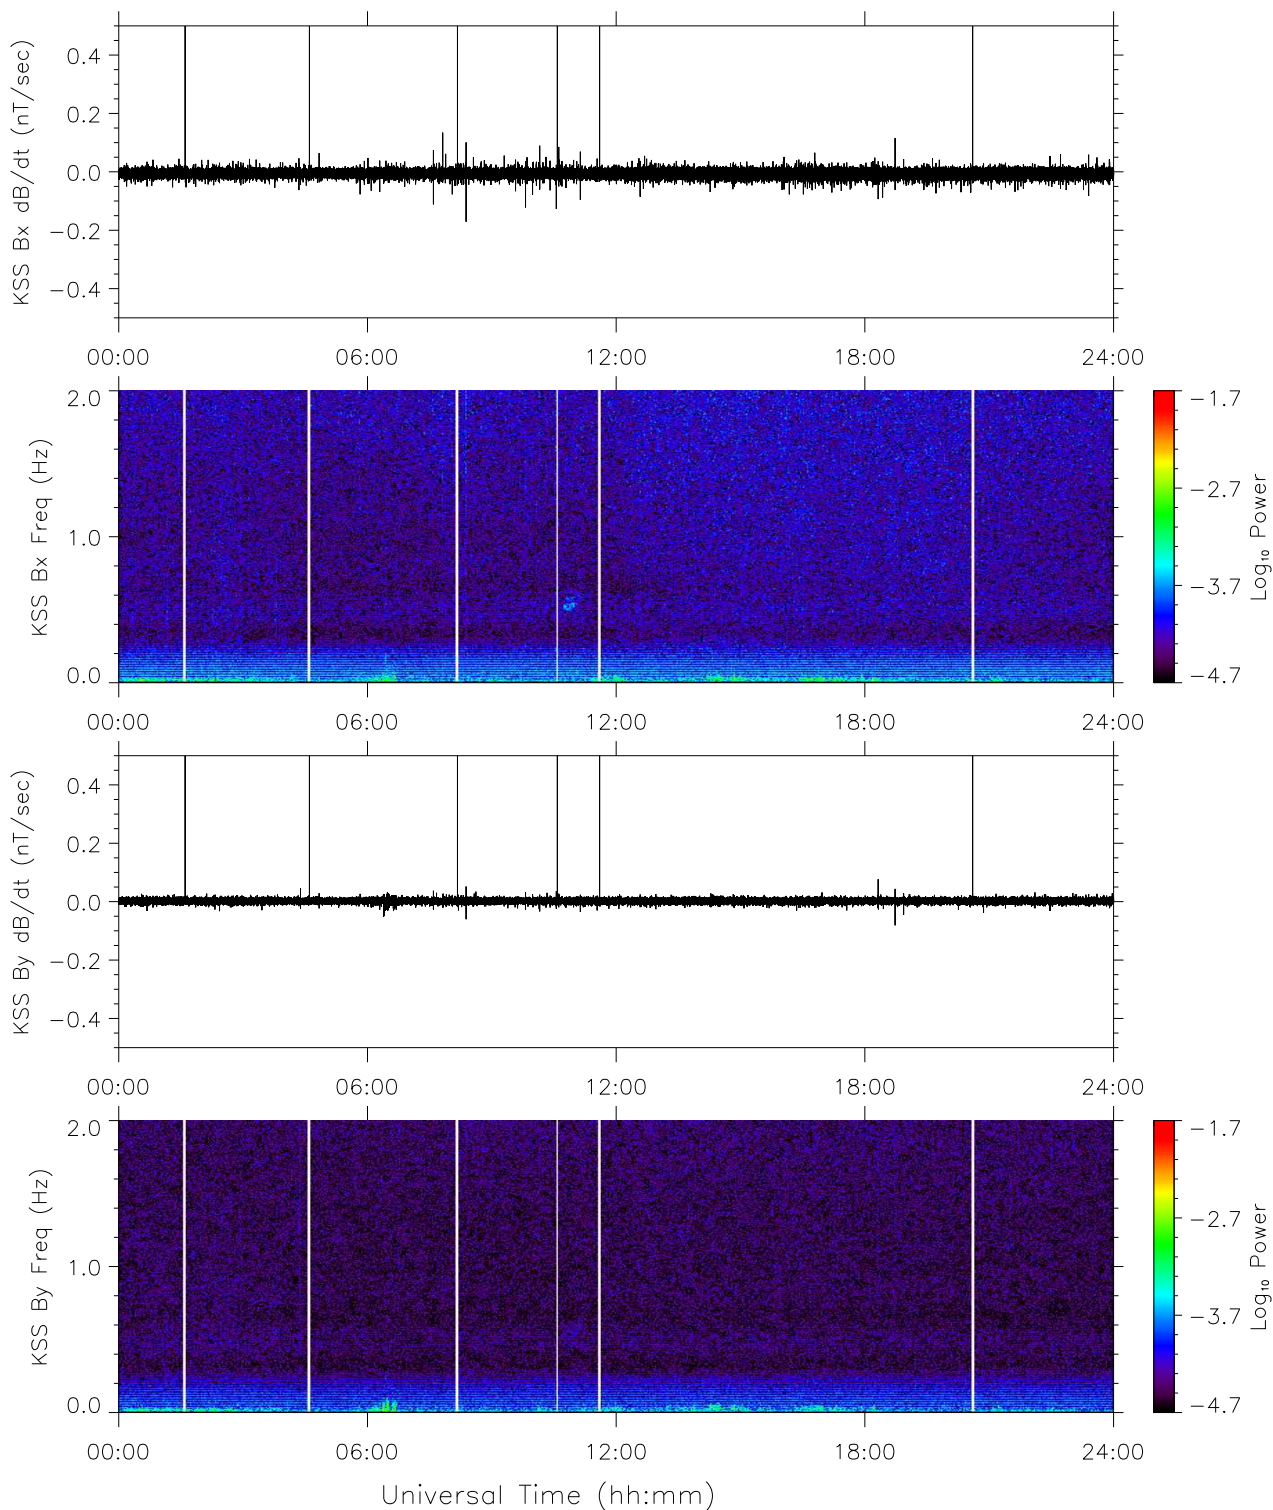 KSS Bx dB/dt (nT/sec)
0.4
0.2
0.0
−0.2
−0.4
00:00 06:00 12:00 18:00 24:00
KSS Bx Freq (Hz)
2.0
1.0
0.0
−1.7
−2.7
−3.7
−4.7
Log₁₀ Power
00:00 06:00 12:00 18:00 24:00
KSS By dB/dt (nT/sec)
0.4
0.2
0.0
−0.2
−0.4
00:00 06:00 12:00 18:00 24:00
KSS By Freq (Hz)
2.0
1.0
0.0
−1.7
−2.7
−3.7
−4.7
Log₁₀ Power
00:00 06:00 12:00 18:00 24:00
Universal Time (hh:mm)